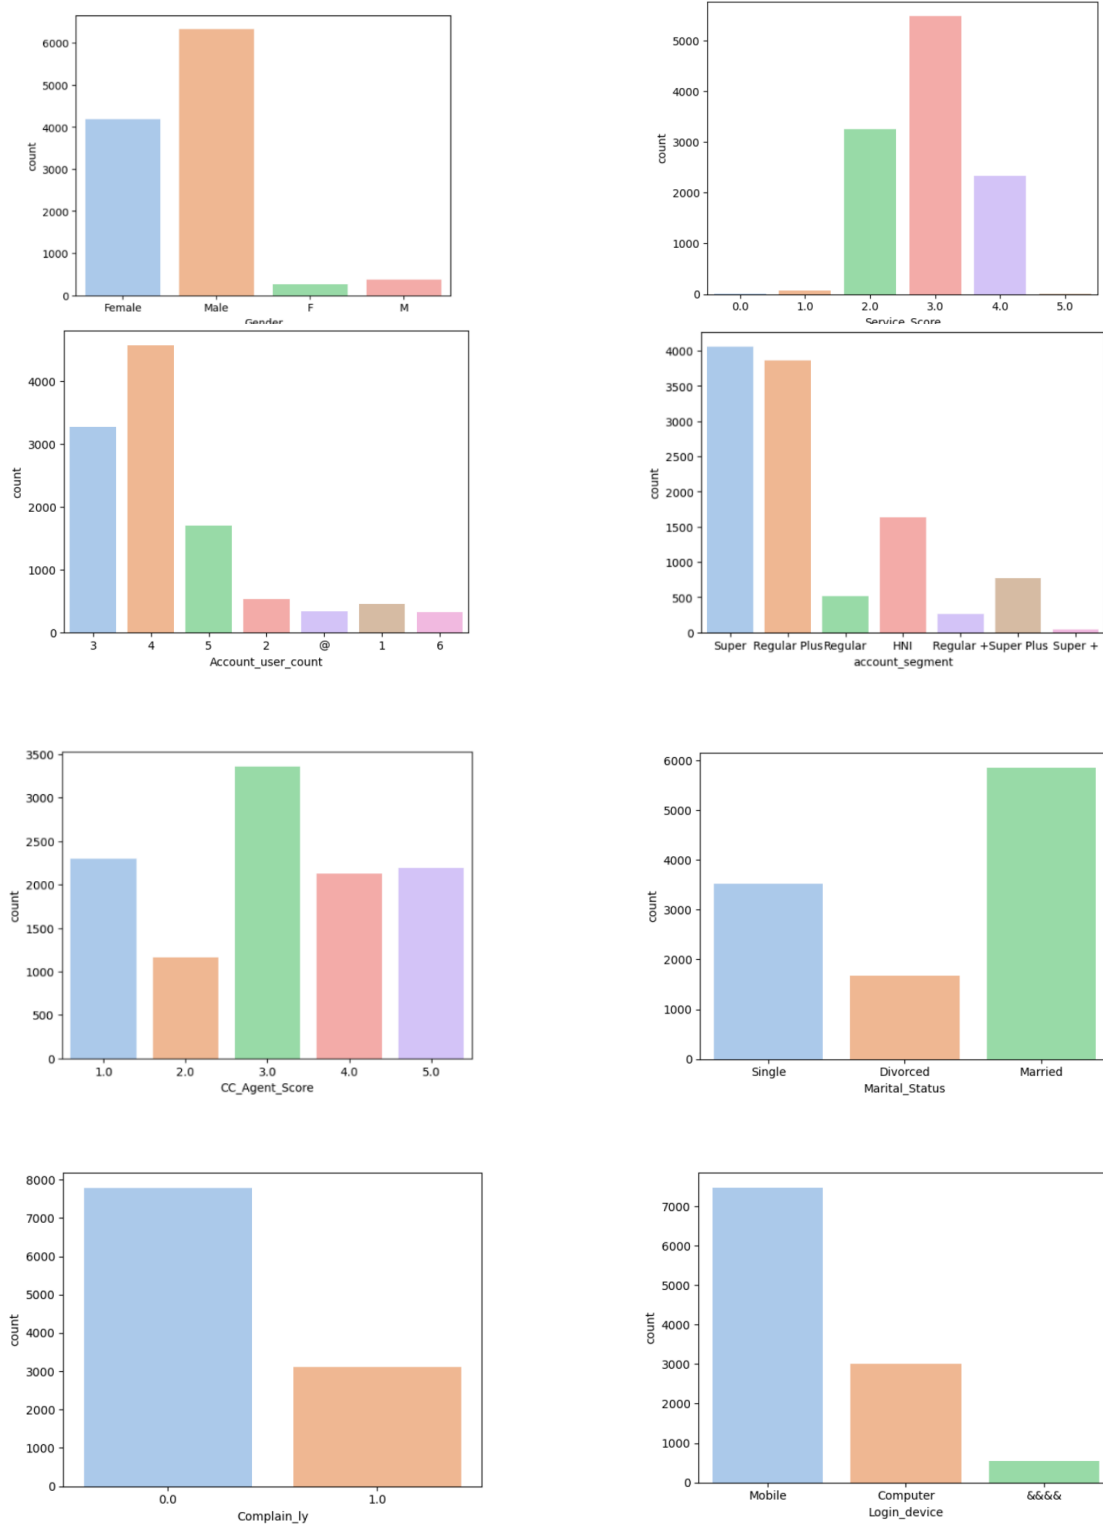 6000
5000
4000
3000
2000
1000
0
count
Female Male F M
Gender
5000
4000
3000
2000
1000
0
count
0.0 1.0 2.0 3.0 4.0 5.0
Service_Score
4000
3000
2000
1000
0
count
3 4 5 2 @ 1 6
Account_user_count
4000
3500
3000
2500
2000
1500
1000
500
0
count
Super Regular Plus Regular HNI Regular + Super Plus Super +
account_segment
3500
3000
2500
2000
1500
1000
500
0
count
1.0 2.0 3.0 4.0 5.0
CC_Agent_Score
6000
5000
4000
3000
2000
1000
0
count
Single Divorced Married
Marital_Status
8000
7000
6000
5000
4000
3000
2000
1000
0
count
0.0 1.0
Complain_ly
7000
6000
5000
4000
3000
2000
1000
0
count
Mobile Computer &&&&
Login_device